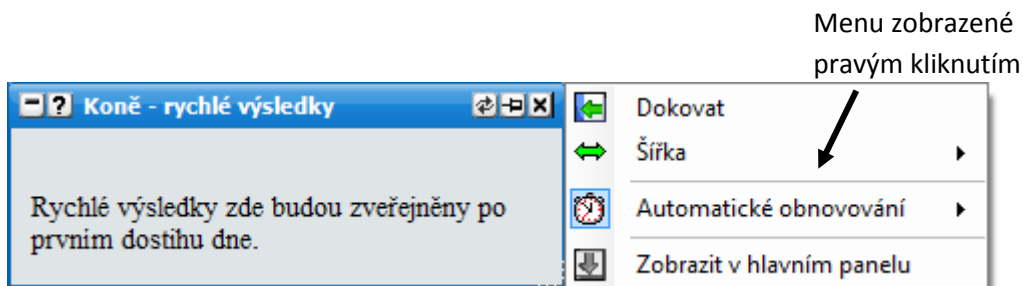 Menu zobrazené
pravým kliknutím
Koně - rychlé výsledky
Rychlé výsledky zde budou zveřejněny po
prvním dostihu dne.
Dokovat
Šířka
Automatické obnovování
Zobrazit v hlavním panelu